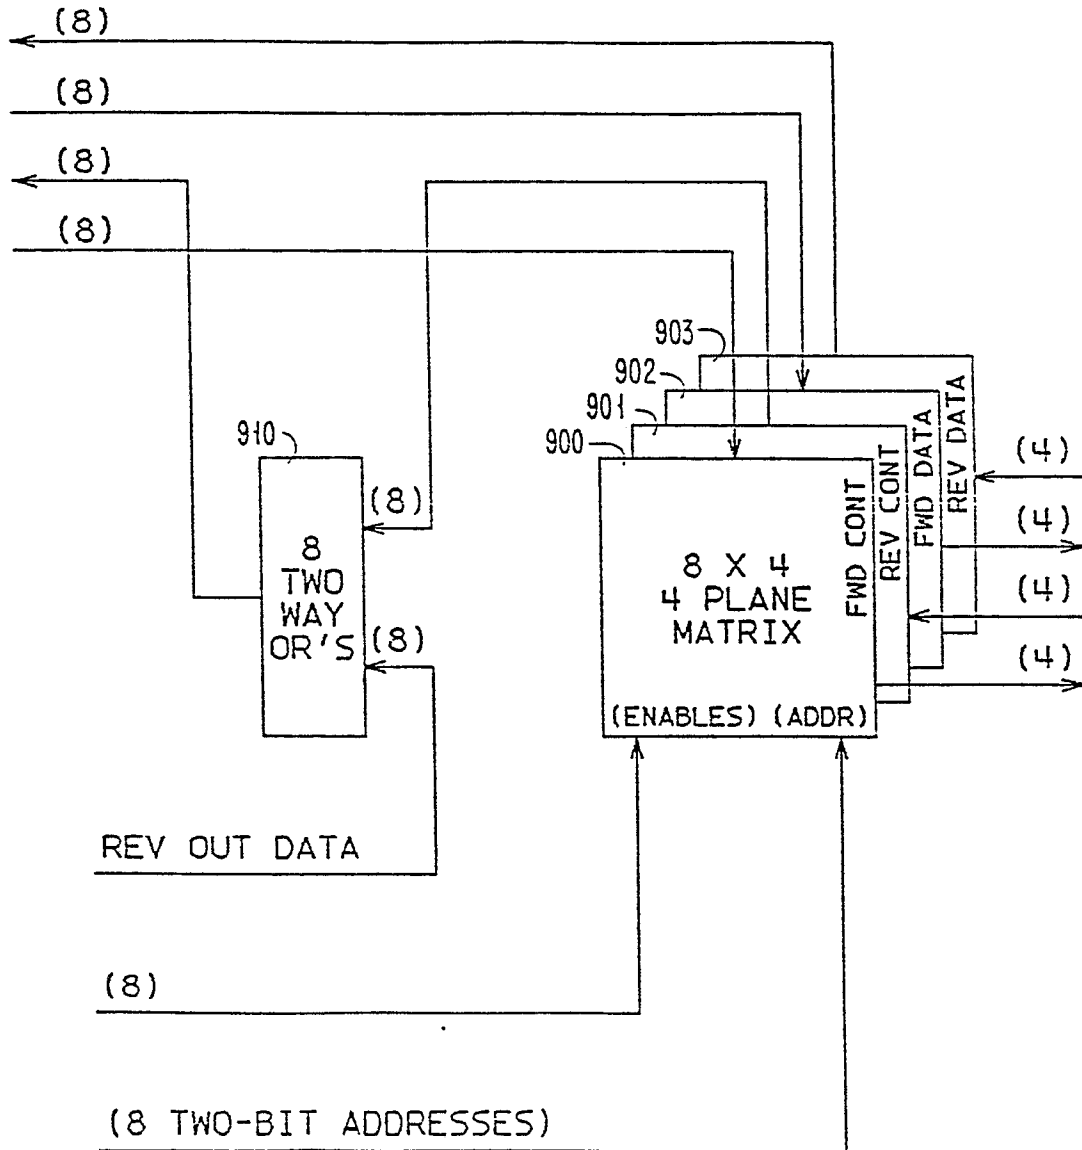 (8)
(8)
(8)
(8)
903
902
901
900
910
(8)
(8)
8
TWO
WAY
OR'S
8 X 4
4 PLANE
MATRIX
(ENABLES) (ADDR)
FWD CONT
REV CONT
FWD DATA
REV DATA
(4)
(4)
(4)
(4)
REV OUT DATA
(8)
(8 TWO-BIT ADDRESSES)